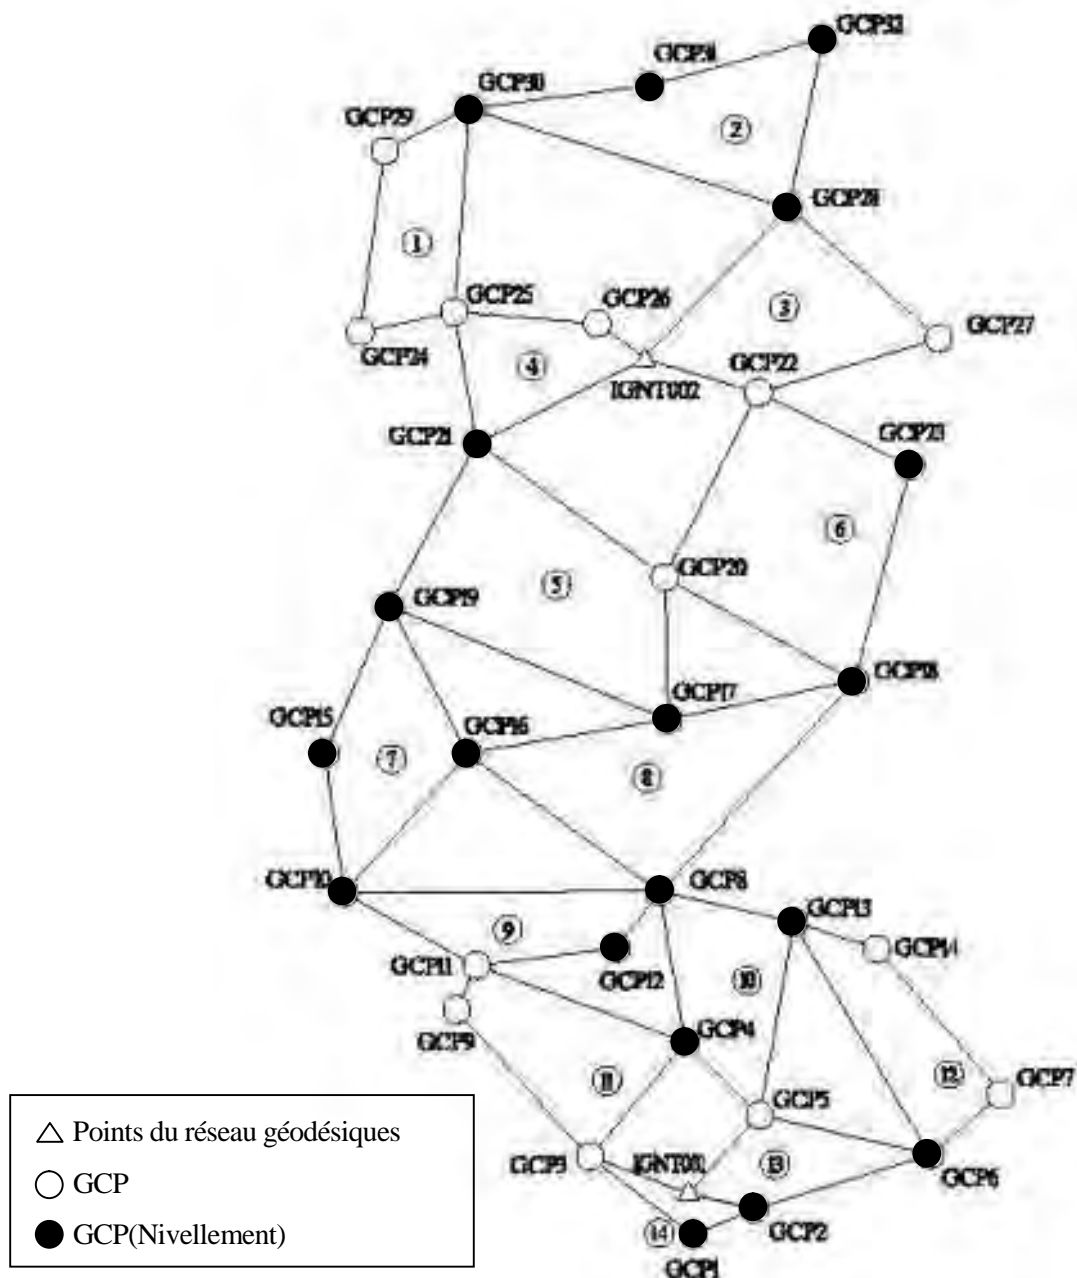 GCP32
GCP31
GCP30
GCP29
②
GCP28
①
GCP25
GCP26
③
GCP27
GCP24
④
GCP22
IGNT002
GCP21
GCP23
⑥
GCP20
⑤
GCP19
GCP18
GCP17
GCP15
GCP16
⑦
⑧
GCP10
GCP8
GCP13
⑨
GCP14
GCP11
GCP12
⑩
GCP9
GCP4
⑪
⑫
GCP7
GCP5
GCP3
IGNT001
⑬
GCP6
GCP2
⑭
GCP1
Points du réseau géodésiques
GCP
GCP(Nivellement)